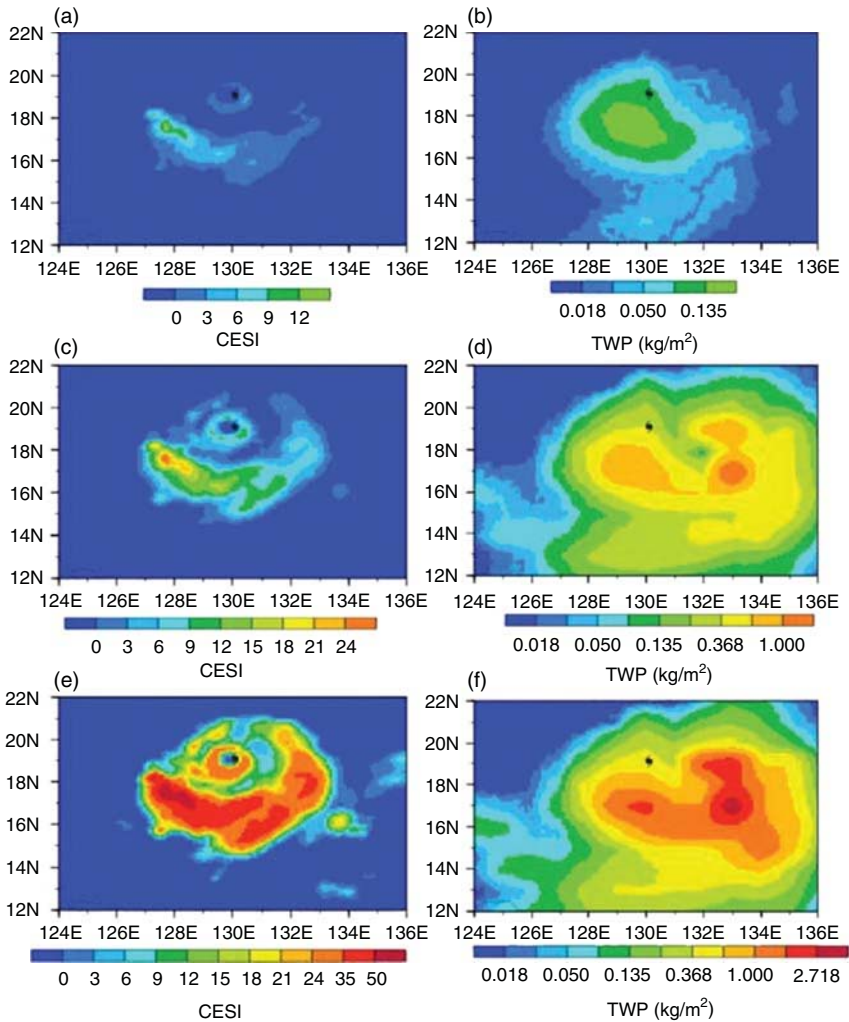 (a)
22N
20N
18N
16N
14N
12N
124E 126E 128E 130E 132E 134E 136E
0 3 6 9 12
CESI
(b)
22N
20N
18N
16N
14N
12N
124E 126E 128E 130E 132E 134E 136E
0.018 0.050 0.135
TWP (kg/m²)
(c)
22N
20N
18N
16N
14N
12N
124E 126E 128E 130E 132E 134E 136E
0 3 6 9 12 15 18 21 24
CESI
(d)
22N
20N
18N
16N
14N
12N
124E 126E 128E 130E 132E 134E 136E
0.018 0.050 0.135 0.368 1.000
TWP (kg/m²)
(e)
22N
20N
18N
16N
14N
12N
124E 126E 128E 130E 132E 134E 136E
0 3 6 9 12 15 18 21 24 35 50
CESI
(f)
22N
20N
18N
16N
14N
12N
124E 126E 128E 130E 132E 134E 136E
0.018 0.050 0.135 0.368 1.000 2.718
TWP (kg/m²)